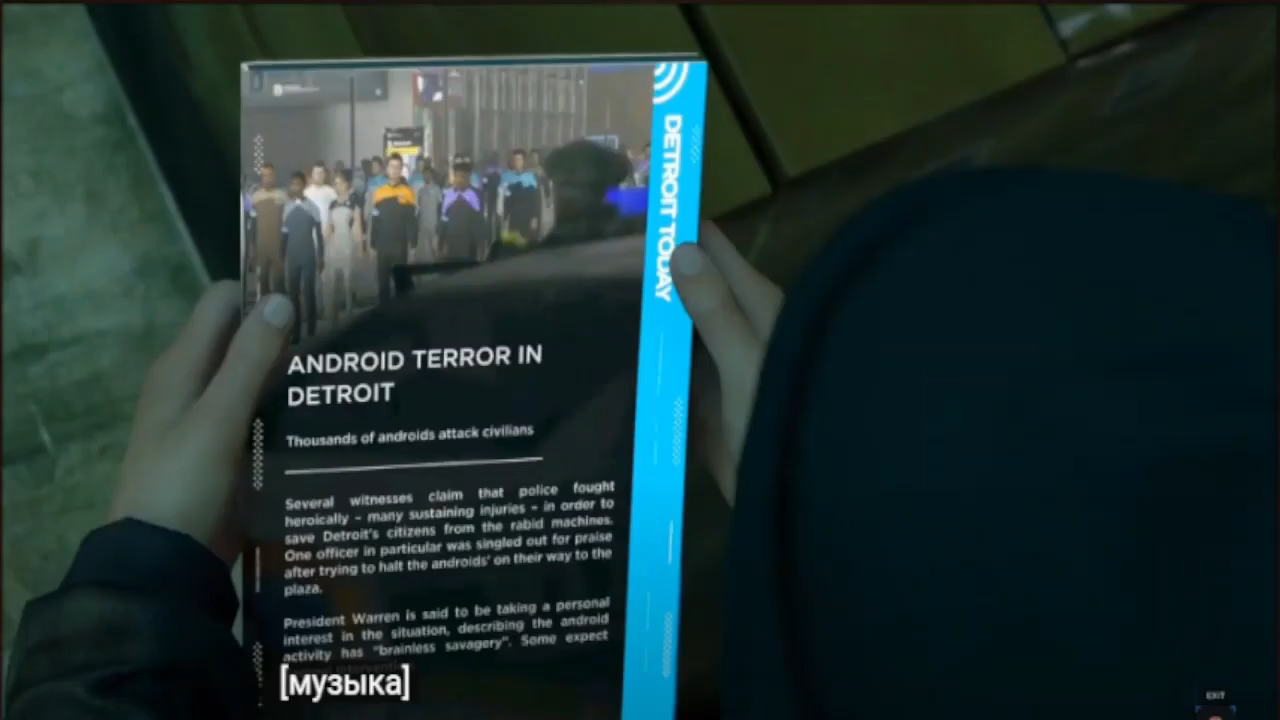 DETROIT TODAY
ANDROID TERROR IN
DETROIT
Thousands of androids attack civilians
Several witnesses claim that police fought
heroically – many sustaining injuries – in order to
save Detroit's citizens from the rabid machines.
One officer in particular was singled out for praise
after trying to halt the androids' on their way to the
plaza.
President Warren is said to be taking a personal
interest in the situation, describing the android
activity has "brainless savagery". Some expect
[музыка]
EXIT